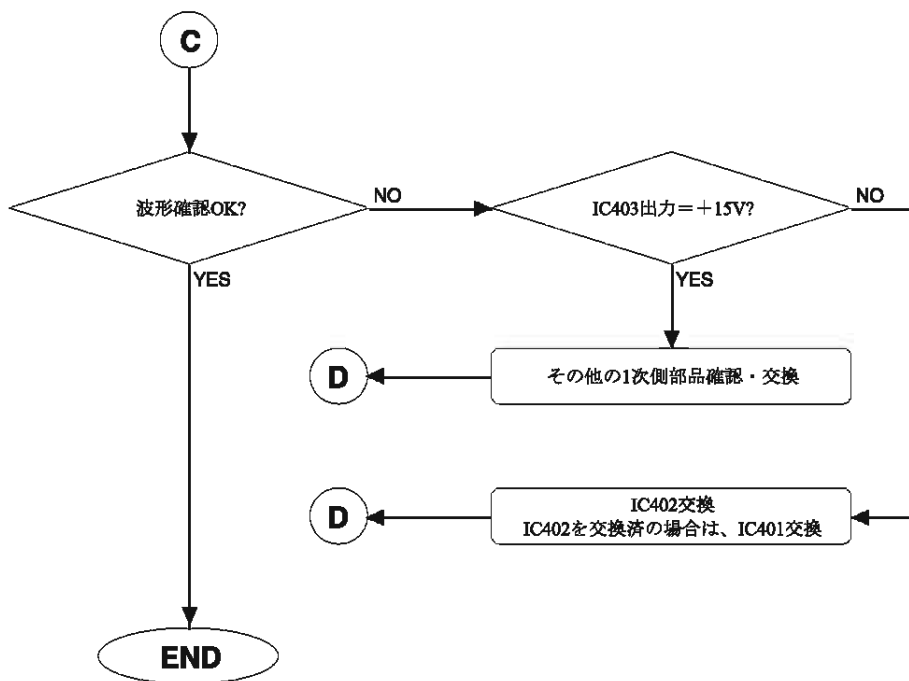 C
波形確認OK?
NO
IC403出力=+15V?
NO
YES
YES
D
その他の1次側部品確認・交換
D
IC402交換
IC402を交換済の場合は、IC401交換
END